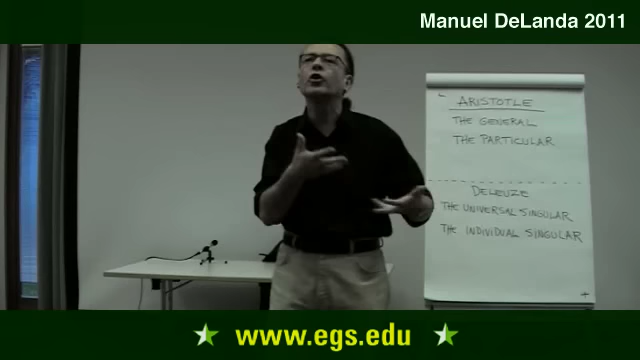 Manuel DeLanda 2011
ARISTOTLE
THE GENERAL
THE PARTICULAR
DELEUZE
THE UNIVERSAL SINGULAR
THE INDIVIDUAL SINGULAR
www.egs.edu